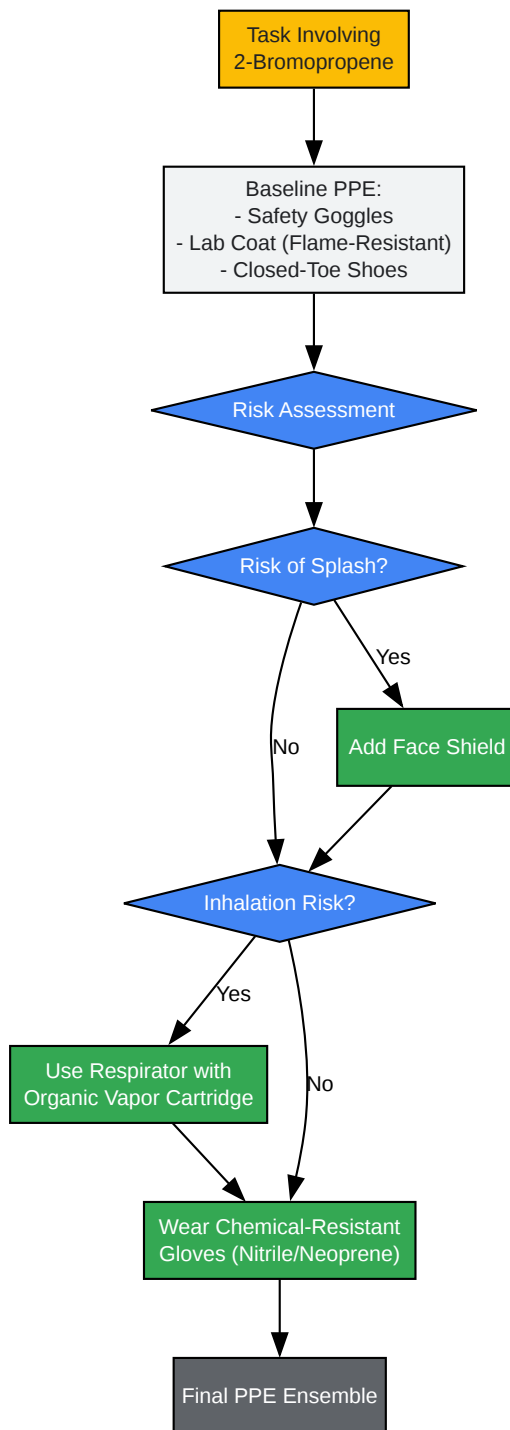 Task Involving
2-Bromopropene
Baseline PPE:
- Safety Goggles
- Lab Coat (Flame-Resistant)
- Closed-Toe Shoes
Risk Assessment
Risk of Splash?
Yes
No
Add Face Shield
Inhalation Risk?
Yes
No
Use Respirator with
Organic Vapor Cartridge
Wear Chemical-Resistant
Gloves (Nitrile/Neoprene)
Final PPE Ensemble